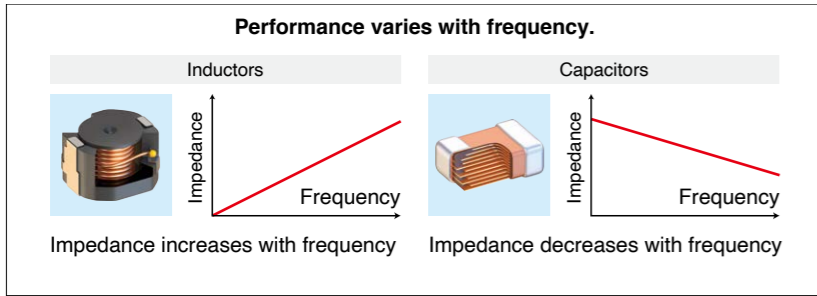 Performance varies with frequency.
Inductors
Impedance
Frequency
Impedance increases with frequency
Capacitors
Impedance
Frequency
Impedance decreases with frequency